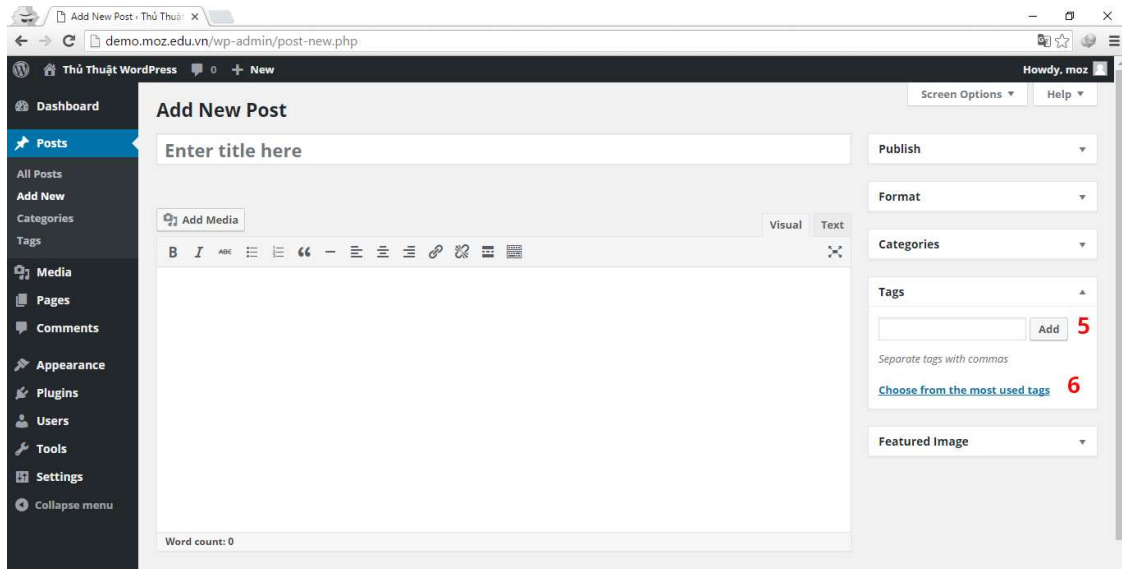 Add New Post ‹ Thủ Thuậ
demo.moz.edu.vn/wp-admin/post-new.php
Thủ Thuật WordPress 0 + New Howdy, moz
Screen Options Help
Dashboard
Add New Post
Posts
Enter title here
Publish
All Posts
Add New
Format
Categories
Add Media
Visual Text
Tags
B I ABC
Categories
Media
Pages
Tags
Comments
Add 5
Separate tags with commas
Appearance
Choose from the most used tags 6
Plugins
Users
Featured Image
Tools
Settings
Collapse menu
Word count: 0